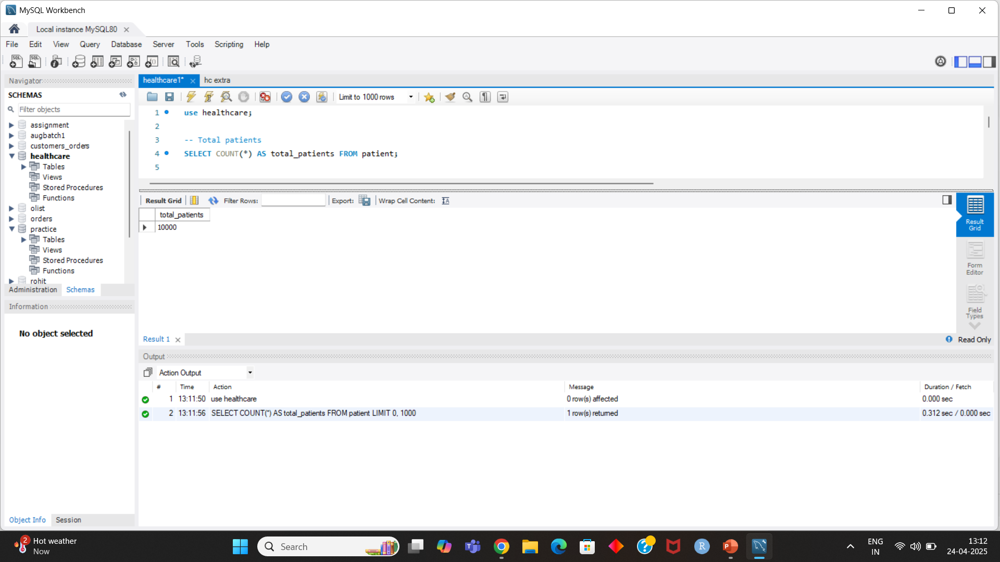 MySQL Workbench
Local instance MySQL80
File Edit View Query Database Server Tools Scripting Help
Navigator
SCHEMAS
Filter objects
assignment
augbatch1
customers_orders
healthcare
Tables
Views
Stored Procedures
Functions
olist
orders
practice
Tables
Views
Stored Procedures
Functions
rohit
Administration Schemas
Information
No object selected
Object Info Session
healthcare1* hc extra
Limit to 1000 rows
1 use healthcare;
2
3 -- Total patients
4 SELECT COUNT(*) AS total_patients FROM patient;
5
Result Grid Filter Rows: Export: Wrap Cell Content:
total_patients
10000
Result Grid
Form Editor
Field Types
Result 1
Read Only
Output
Action Output
# Time Action Message Duration / Fetch
1 13:11:50 use healthcare 0 row(s) affected 0.000 sec
2 13:11:56 SELECT COUNT(*) AS total_patients FROM patient LIMIT 0, 1000 1 row(s) returned 0.312 sec / 0.000 sec
2
Hot weather
Now
Search
ENG
IN
13:12
24-04-2025